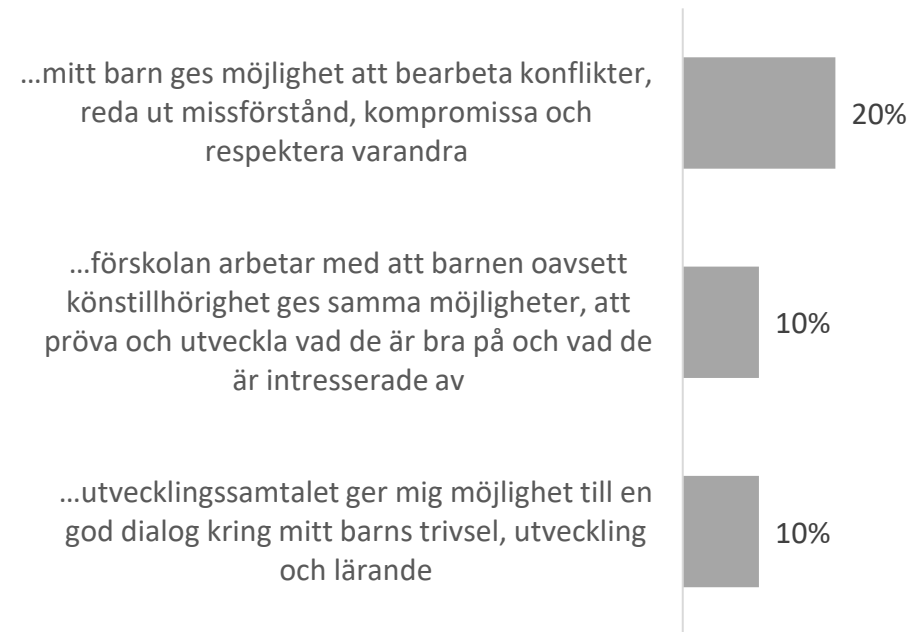 …mitt barn ges möjlighet att bearbeta konflikter,
reda ut missförstånd, kompromissa och
respektera varandra
20%
…förskolan arbetar med att barnen oavsett
könstillhörighet ges samma möjligheter, att
pröva och utveckla vad de är bra på och vad de
är intresserade av
10%
…utvecklingssamtalet ger mig möjlighet till en
god dialog kring mitt barns trivsel, utveckling
och lärande
10%